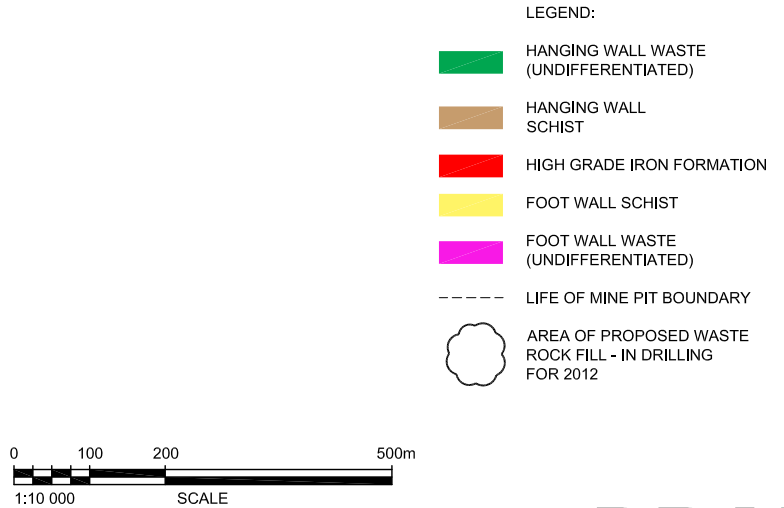 LEGEND:
HANGING WALL WASTE
(UNDIFFERENTIATED)
HANGING WALL
SCHIST
HIGH GRADE IRON FORMATION
FOOT WALL SCHIST
FOOT WALL WASTE
(UNDIFFERENTIATED)
LIFE OF MINE PIT BOUNDARY
AREA OF PROPOSED WASTE
ROCK FILL - IN DRILLING
FOR 2012
0 100 200 500m
1:10 000 SCALE